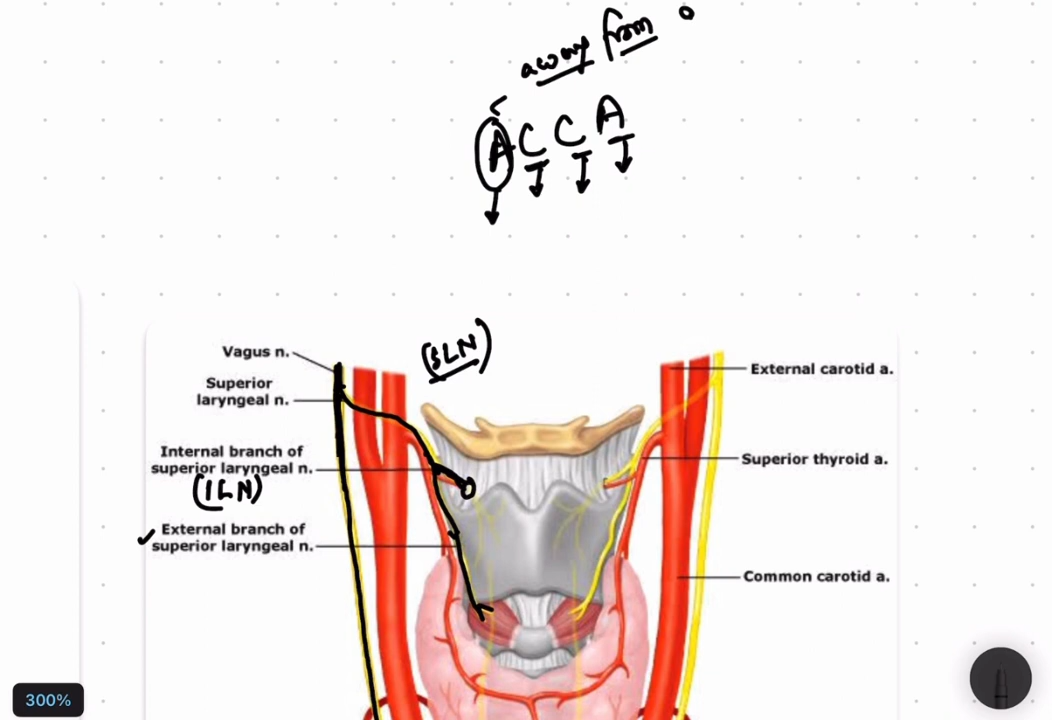 away from
A C C A
(SLN)
Vagus n.
Superior
laryngeal n.
Internal branch of
superior laryngeal n.
(ILN)
External branch of
superior laryngeal n.
External carotid a.
Superior thyroid a.
Common carotid a.
300%